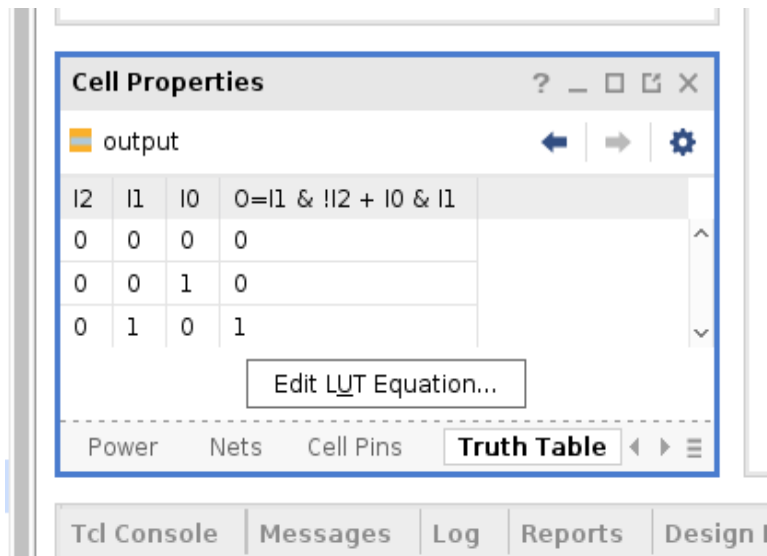 Cell Properties
output
I2 I1 I0 O=I1 & !I2 + I0 & I1
0 0 0 0
0 0 1 0
0 1 0 1
Edit LUT Equation...
Power Nets Cell Pins Truth Table
Tcl Console Messages Log Reports Design